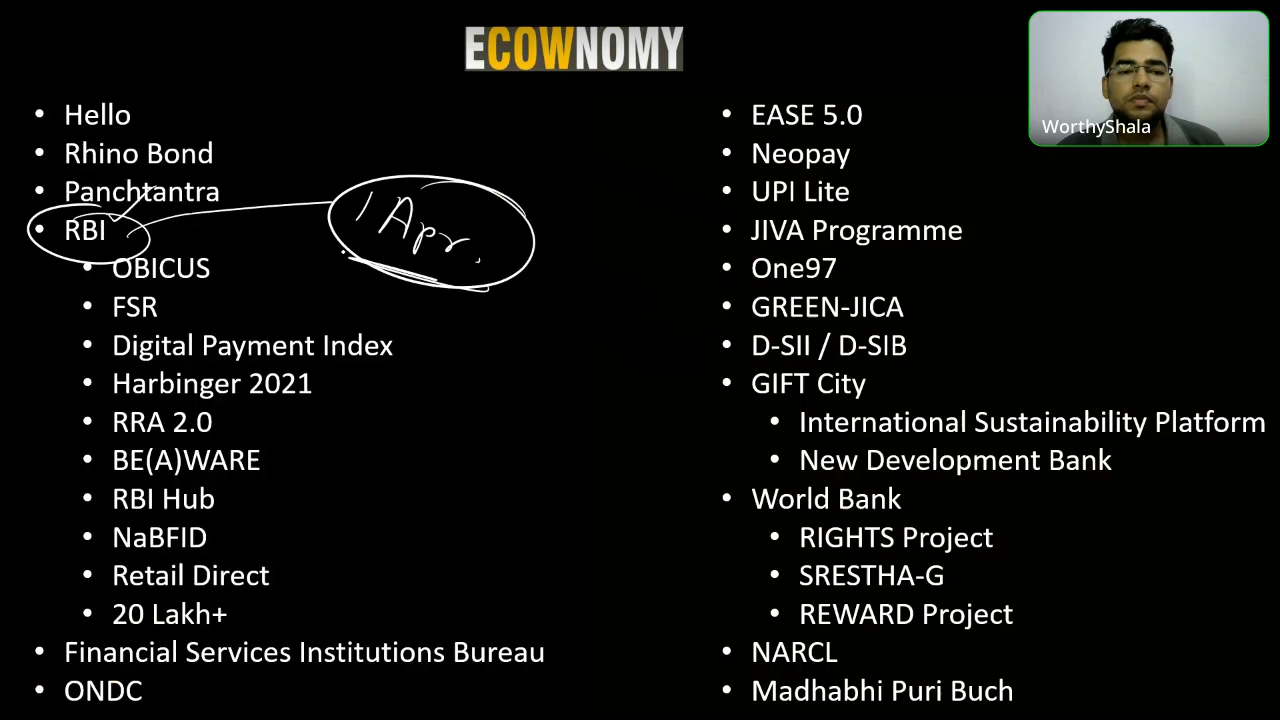 ECOWNOMY
WorthyShala
• Hello
• Rhino Bond
• Panchtantra
• RBI
1 Apr.
• OBICUS
• FSR
• Digital Payment Index
• Harbinger 2021
• RRA 2.0
• BE(A)WARE
• RBI Hub
• NaBFID
• Retail Direct
• 20 Lakh+
• Financial Services Institutions Bureau
• ONDC
• EASE 5.0
• Neopay
• UPI Lite
• JIVA Programme
• One97
• GREEN-JICA
• D-SII / D-SIB
• GIFT City
• International Sustainability Platform
• New Development Bank
• World Bank
• RIGHTS Project
• SRESTHA-G
• REWARD Project
• NARCL
• Madhabhi Puri Buch